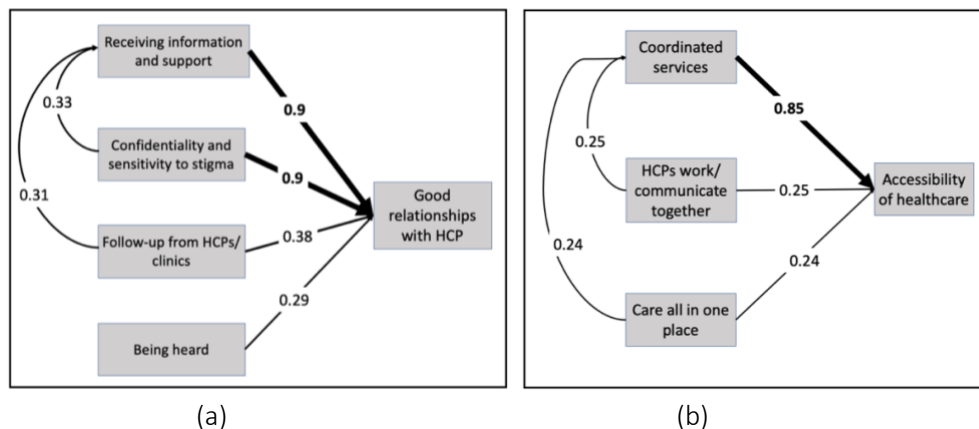 Receiving information
and support
0.9
0.33
Confidentiality and
sensitivity to stigma
0.9
Good
relationships
with HCP
0.31
Follow-up from HCPs/
clinics
0.38
0.29
Being heard
(a)
Coordinated
services
0.85
0.25
HCPs work/
communicate
together
0.25
Accessibility
of healthcare
0.24
0.24
Care all in one
place
(b)